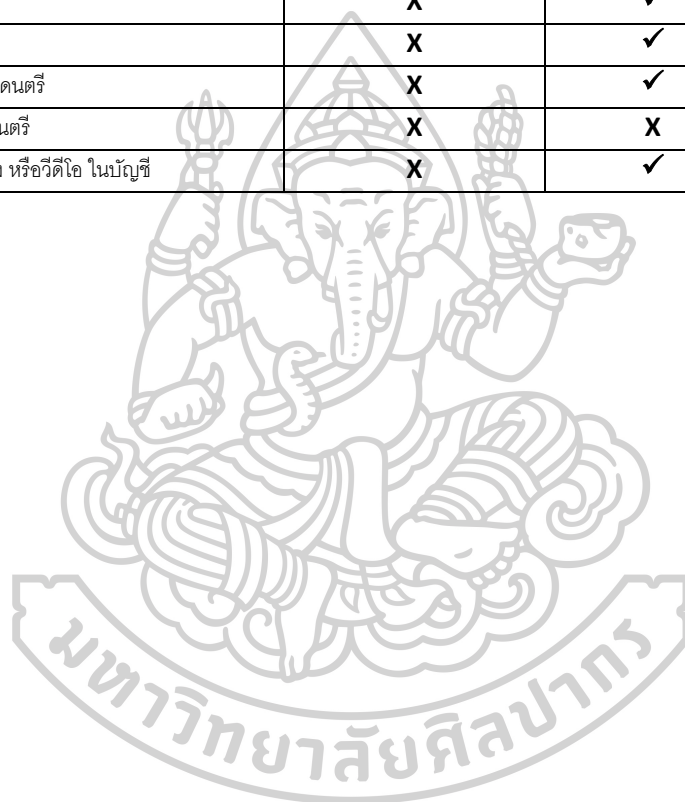 X ✓
X ✓
ดนตรี X ✓
นตรี X X
หรือวีดีโอ ในบัญชี X ✓
มหาวิทยาลัยศิลปากร